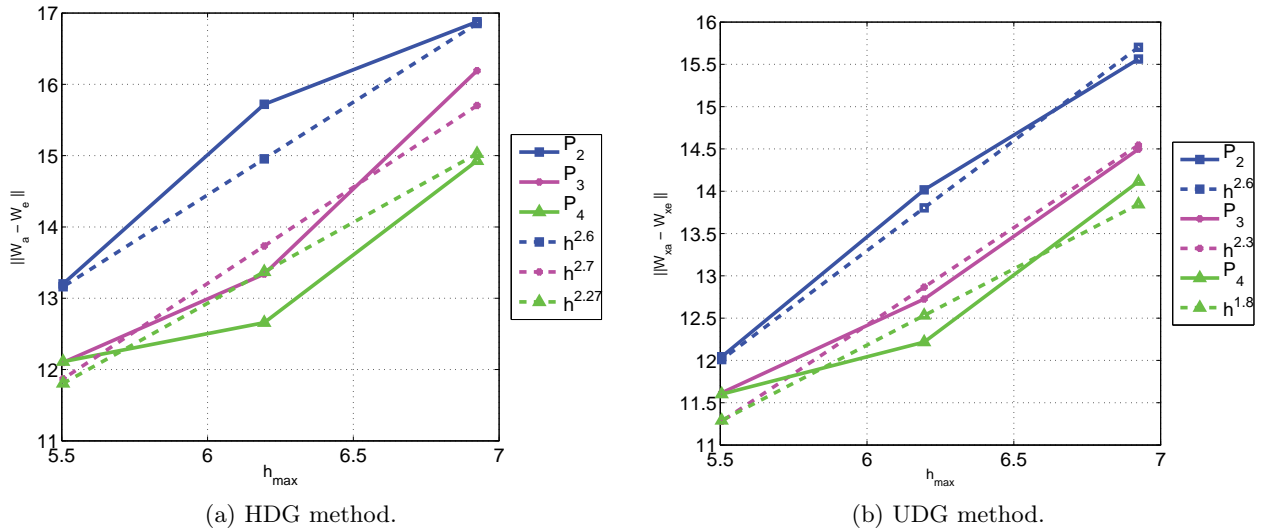 17
16
15
14
13
12
11
5.5
6
6.5
7
||W_a − W_e||
h_max
P_2
P_3
P_4
h^2.6
h^2.7
h^2.27
(a) HDG method.
16
15.5
15
14.5
14
13.5
13
12.5
12
11.5
11
5.5
6
6.5
7
||W_xa − W_xe||
h_max
P_2
h^2.6
P_3
h^2.3
P_4
h^1.8
(b) UDG method.